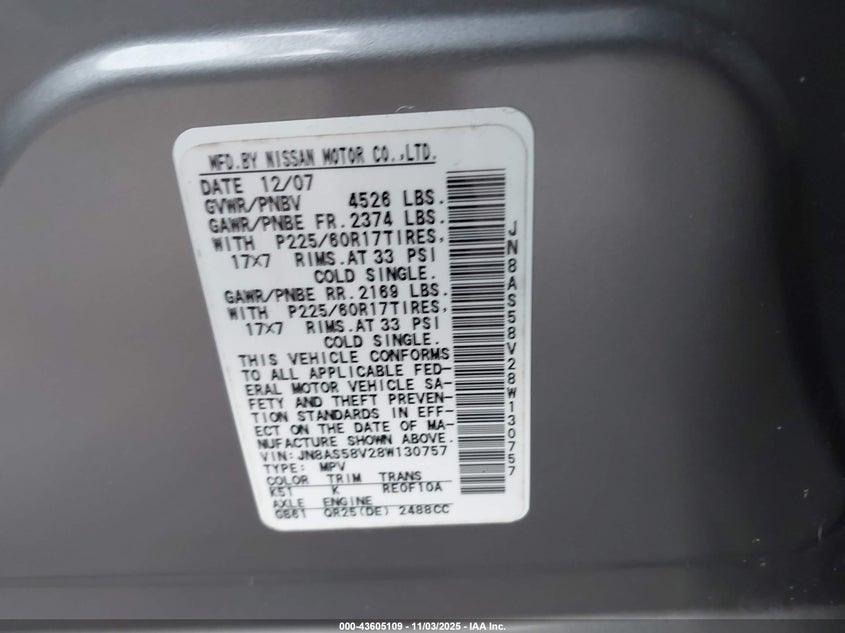 MFD.BY NISSAN MOTOR CO.,LTD.
DATE 12/07
GVWR/PNBV 4526 LBS.
GAWR/PNBE FR.2374 LBS.
WITH P225/60R17TIRES,
17X7 RIMS.AT 33 PSI
COLD SINGLE.
GAWR/PNBE RR.2169 LBS.
WITH P225/60R17TIRES,
17X7 RIMS.AT 33 PSI
COLD SINGLE.
THIS VEHICLE CONFORMS
TO ALL APPLICABLE FED-
ERAL MOTOR VEHICLE SA-
FETY AND THEFT PREVEN-
TION STANDARDS IN EFF-
ECT ON THE DATE OF MA-
NUFACTURE SHOWN ABOVE.
VIN:JN8AS58V28W130757
TYPE: MPV
COLOR TRIM TRANS
K51 K RE0F10A
AXLE ENGINE
GB61 QR25(DE) 2488CC
JN8AS58V28W130757
000-43605109 - 11/03/2025 - IAA Inc.